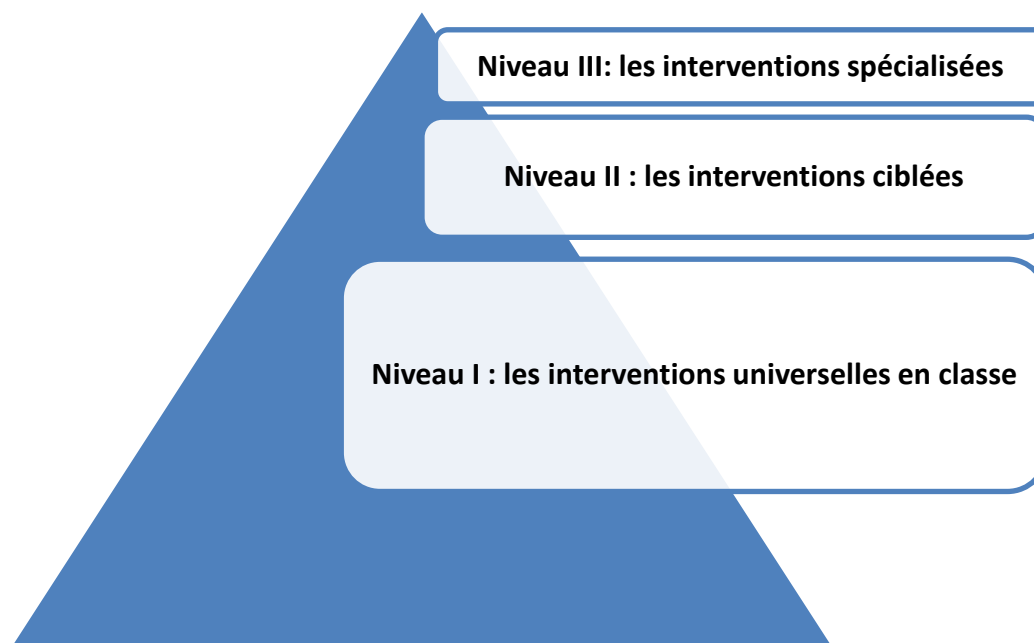 Niveau III: les interventions spécialisées
Niveau II : les interventions ciblées
Niveau I : les interventions universelles en classe